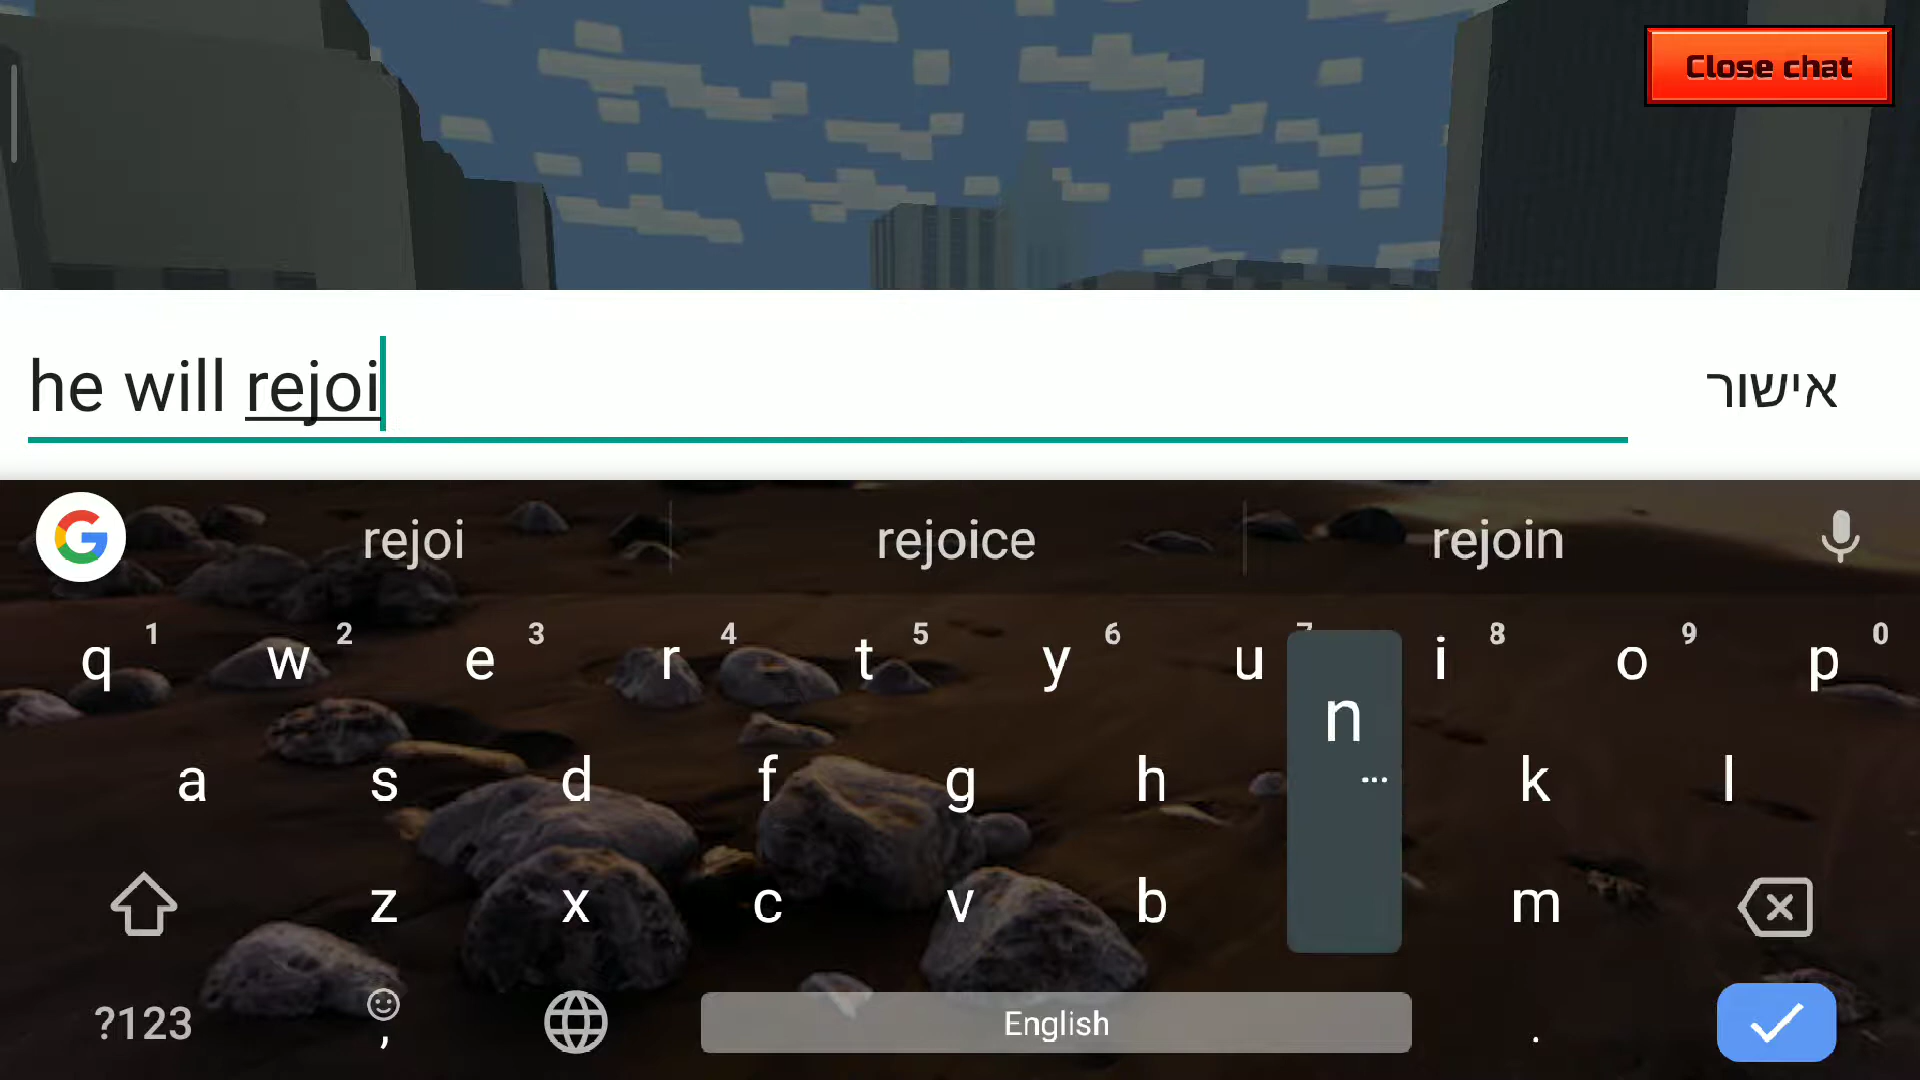 Close chat
he will rejoi
אישור
rejoi rejoice rejoin
q 1 w 2 e 3 r 4 t 5 y 6 u 7 i 8 o 9 p 0
a s d f g h k l
n ...
z x c v b m
?123 , English .